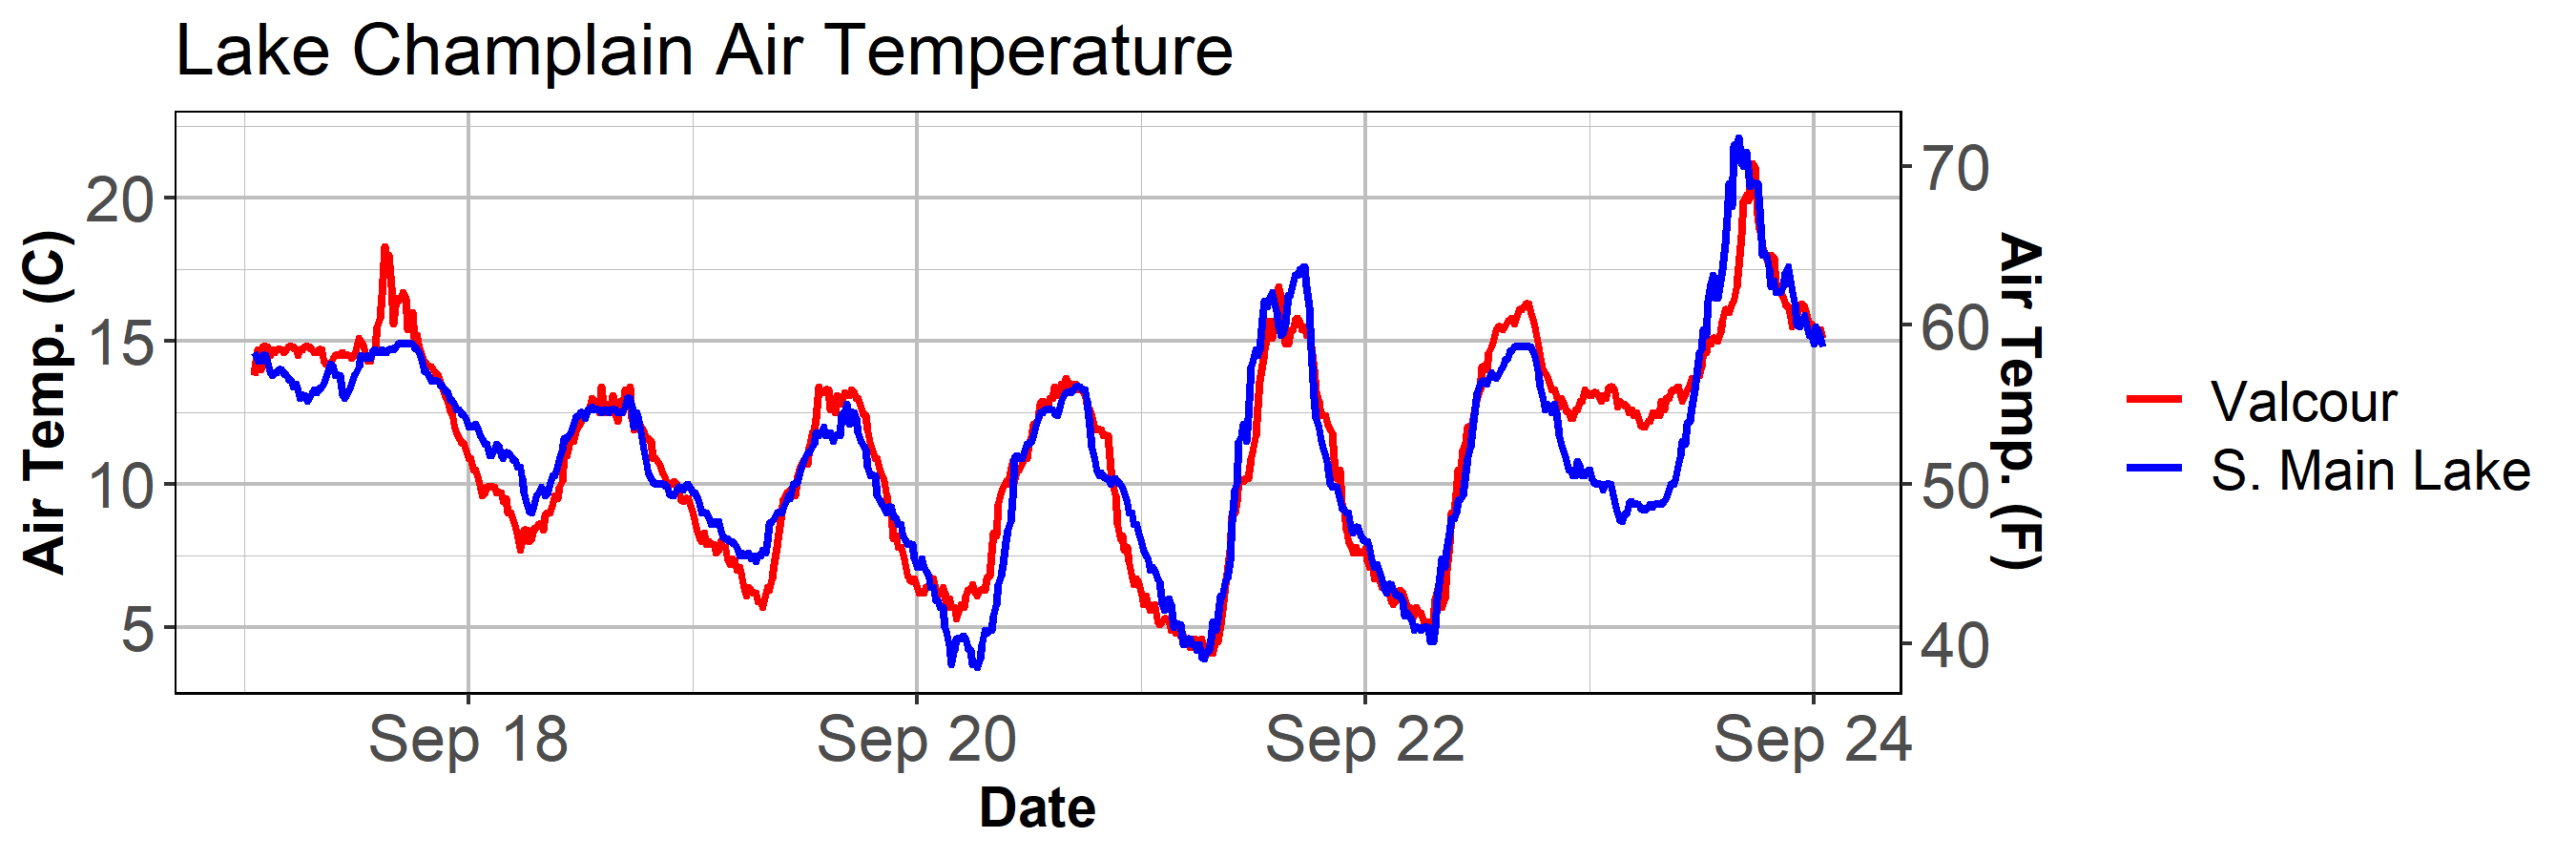 Lake Champlain Air Temperature
Air Temp. (C)
20
15
10
5
70
60
50
40
Air Temp. (F)
Sep 18
Sep 20
Sep 22
Sep 24
Date
Valcour
S. Main Lake